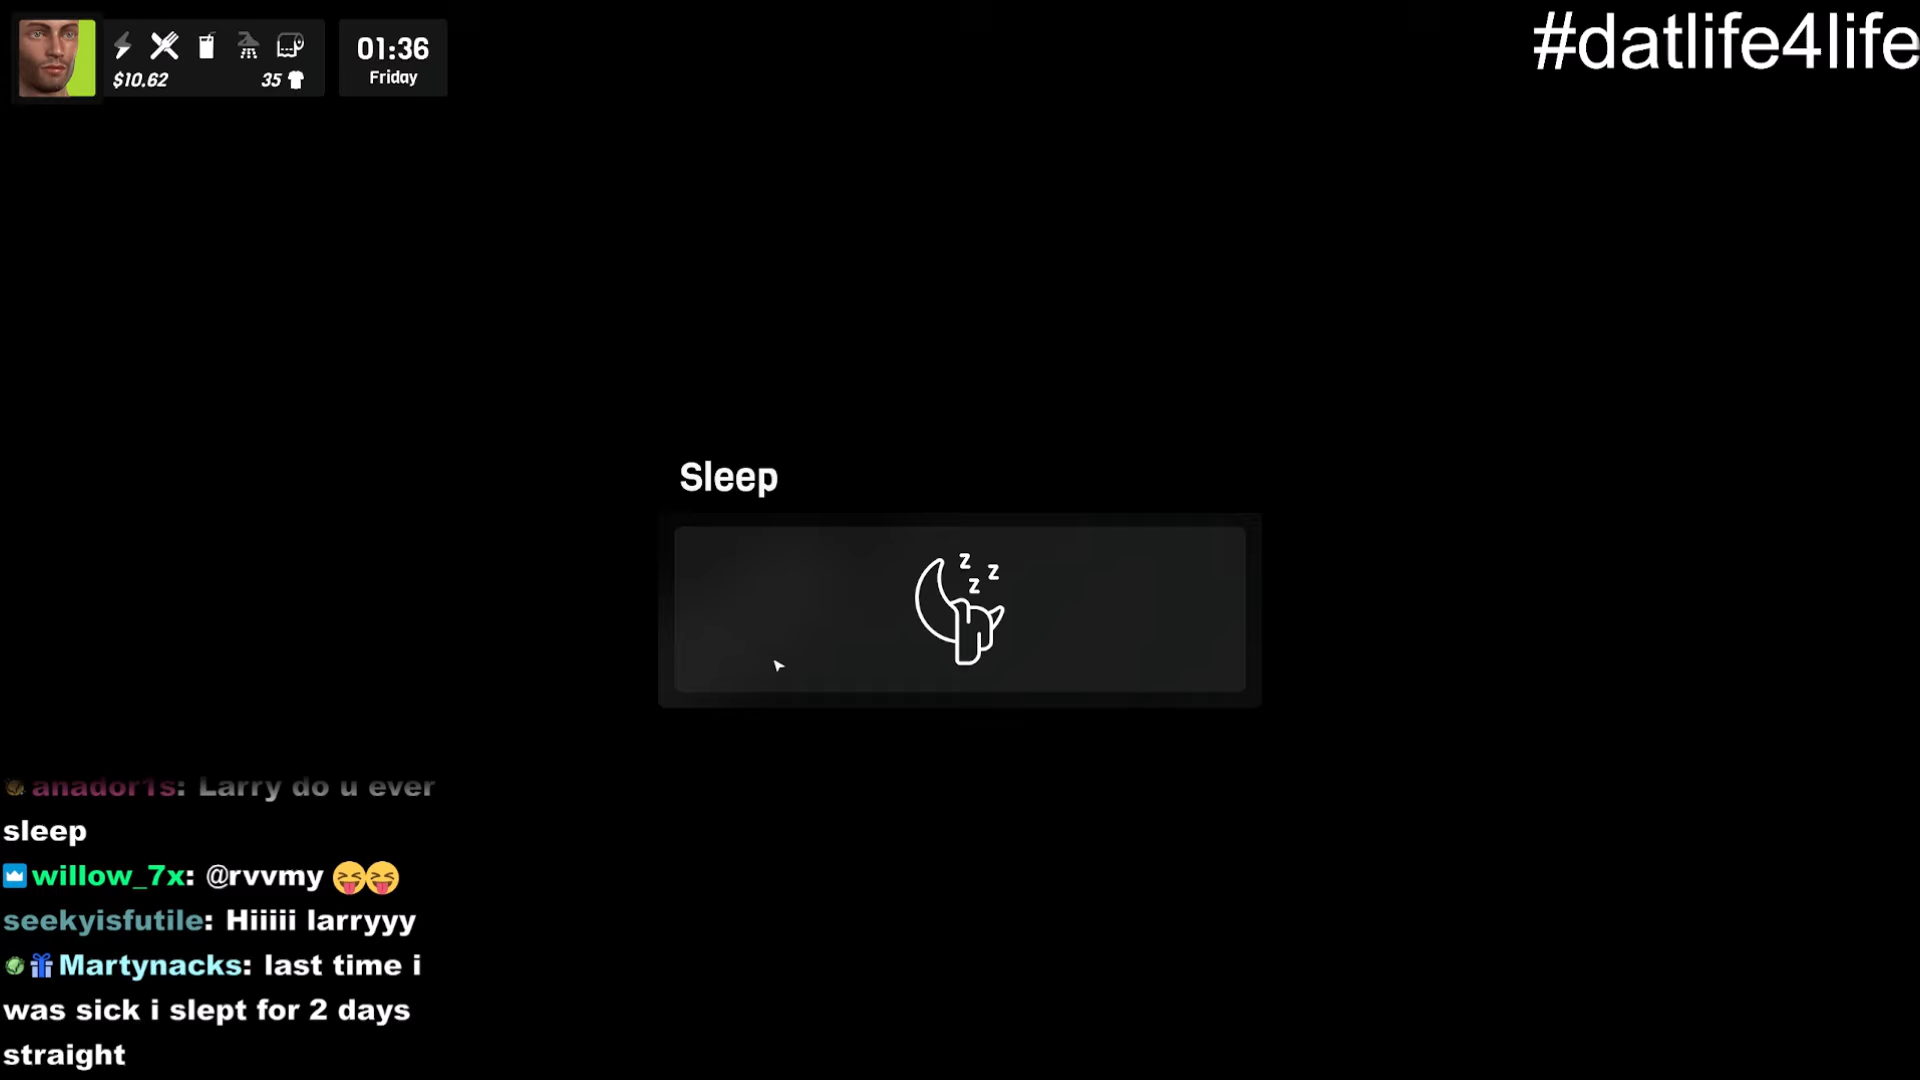 01:36
Friday
$10.62
35
#datlife4life
Sleep
z z z
anador1s: Larry do u ever
sleep
willow_7x: @rvvmy 😝😝
seekyisfutile: Hiiiii larryyy
Martynacks: last time i
was sick i slept for 2 days
straight